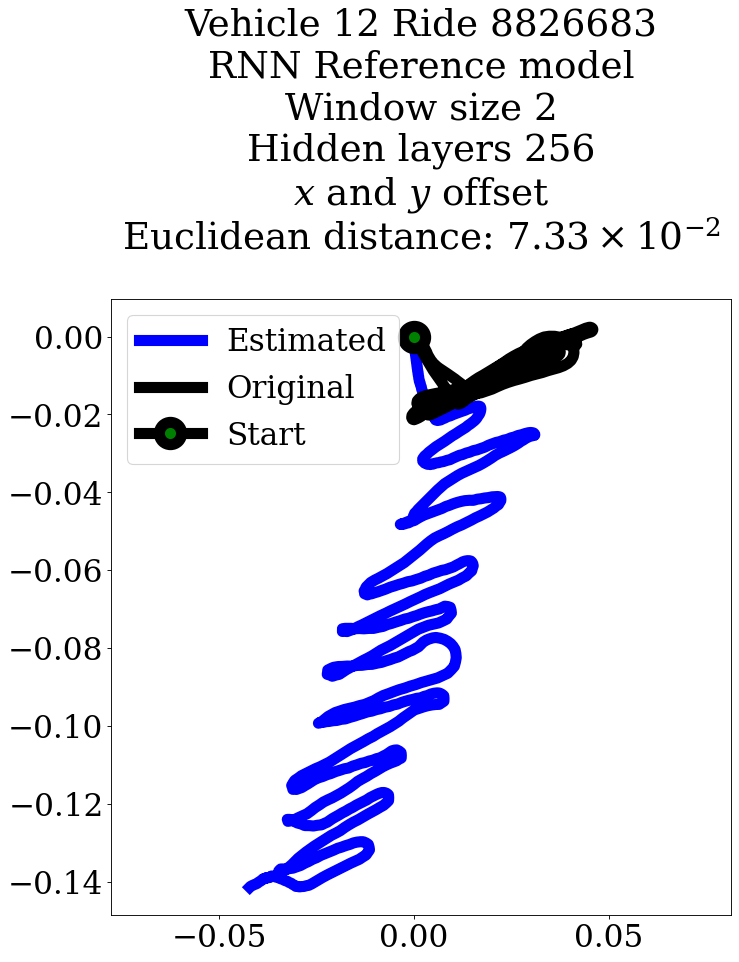 Vehicle 12 Ride 8826683
RNN Reference model
Window size 2
Hidden layers 256
x and y offset
Euclidean distance: 7.33 × 10⁻²
Estimated
Original
Start
0.00
−0.02
−0.04
−0.06
−0.08
−0.10
−0.12
−0.14
−0.05 0.00 0.05